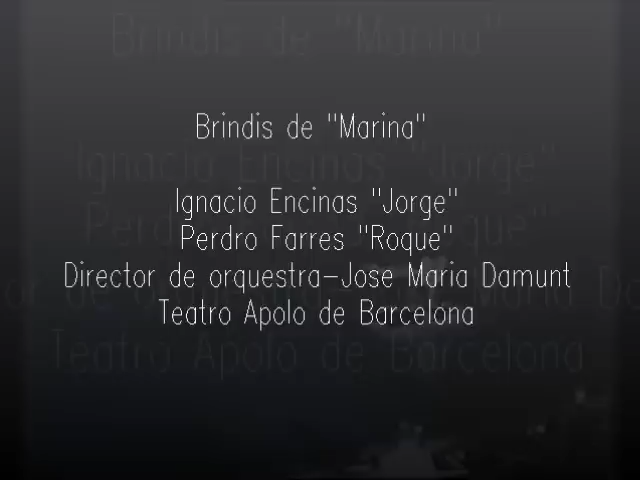 Brindis de "Marina"
Ignacio Encinas "Jorge"
Perdro Farres "Roque"
Director de orquestra-Jose Maria Damunt
Teatro Apolo de Barcelona